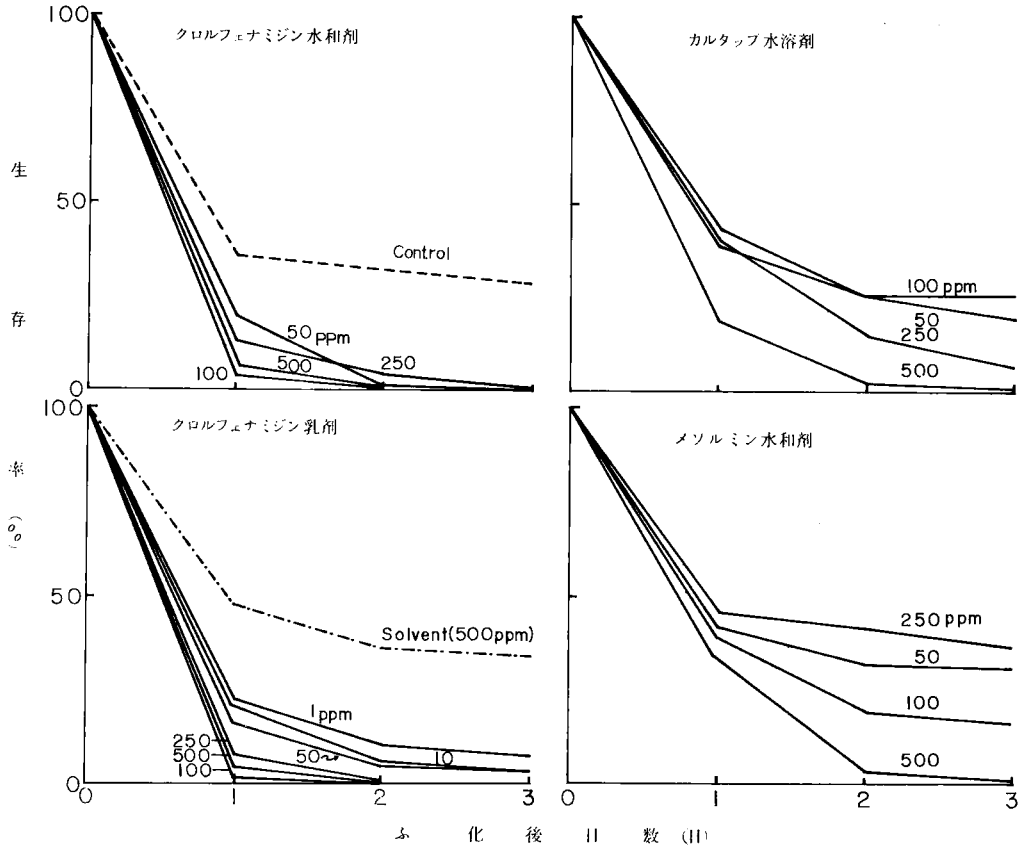 100
クロルフェナミジン水和剤
生
50
Control
存
50 ppm
500
250
100
0
カルタップ水溶剤
100 ppm
50
250
500
100
クロルフェナミジン乳剤
率
(%)
50
Solvent(500ppm)
1 ppm
250
500
100
50
10
0
0
1
2
3
メソルミン水和剤
250 ppm
50
100
500
0
1
2
3
ふ化後日数(日)